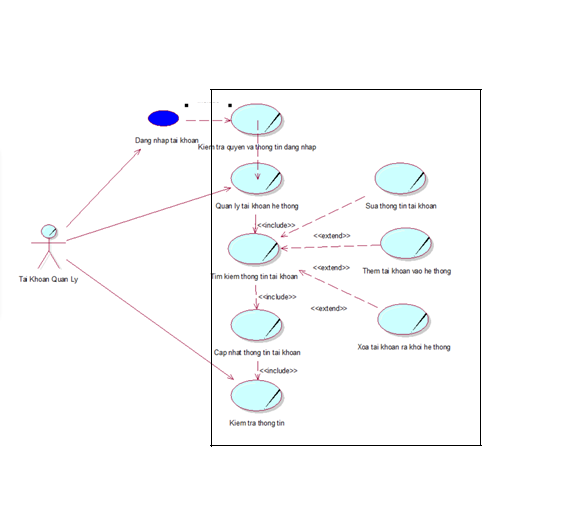 Dang nhap tai khoan
Kiem tra quyen va thong tin dang nhap
Quan ly tai khoan he thong
Sua thong tin tai khoan
<<include>>
<<extend>>
Tim kiem thong tin tai khoan
Them tai khoan vao he thong
<<extend>>
Tai Khoan Quan Ly
<<include>>
<<extend>>
Cap nhat thong tin tai khoan
Xoa tai khoan ra khoi he thong
<<include>>
Kiem tra thong tin